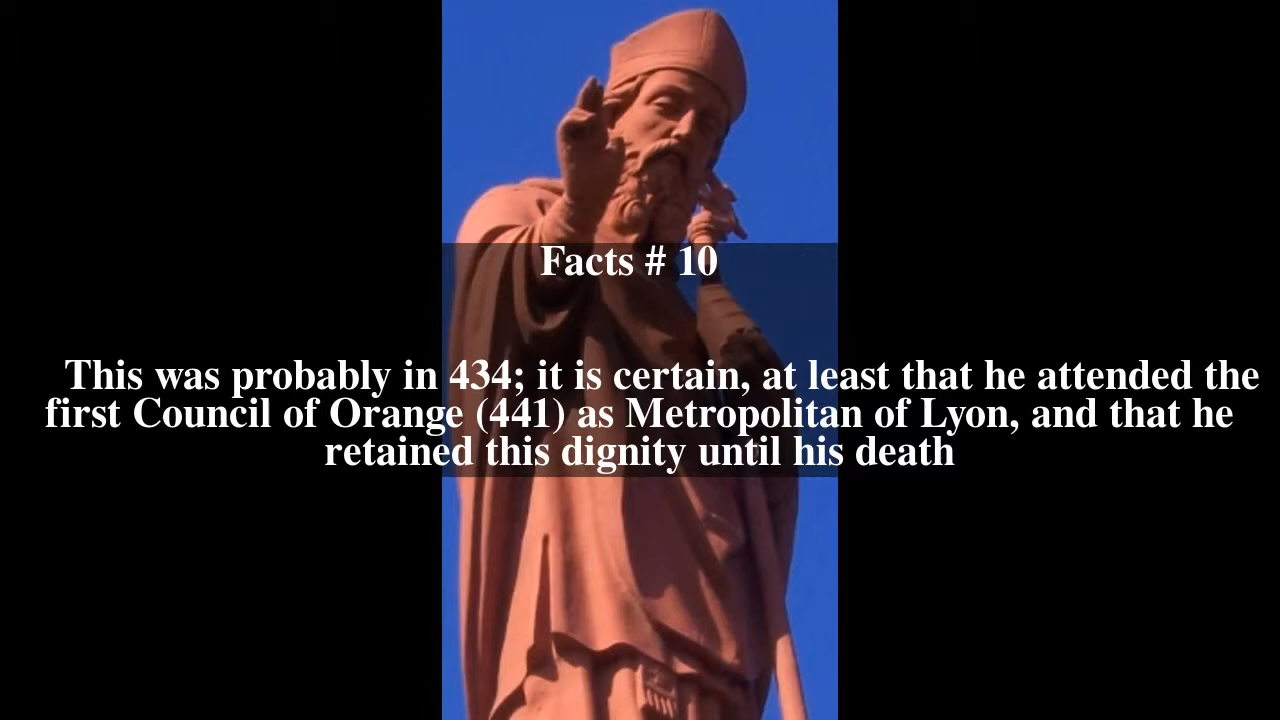 Facts # 10
This was probably in 434; it is certain, at least that he attended the
first Council of Orange (441) as Metropolitan of Lyon, and that he
retained this dignity until his death